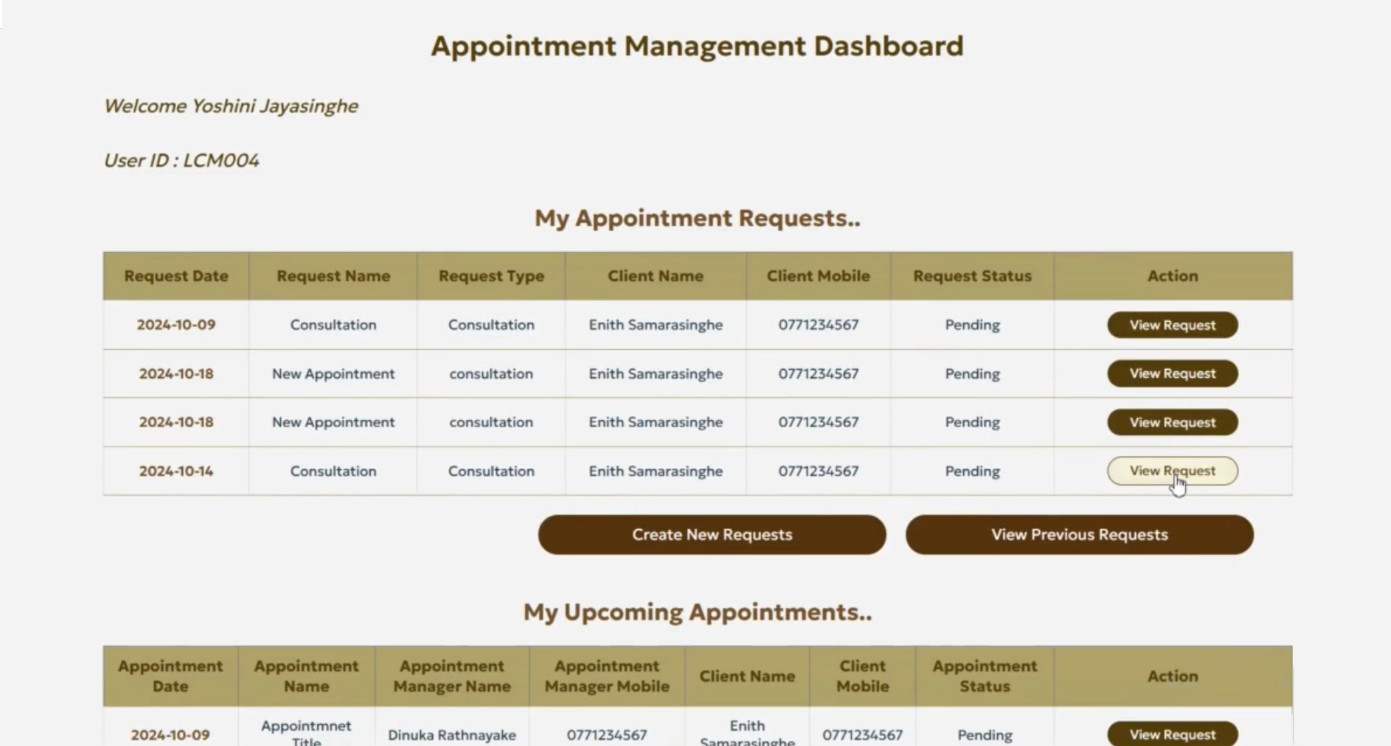 Appointment Management Dashboard
Welcome Yoshini Jayasinghe
User ID : LCM004
My Appointment Requests..
Request Date Request Name Request Type Client Name Client Mobile Request Status Action
2024-10-09 Consultation Consultation Enith Samarasinghe 0771234567 Pending View Request
2024-10-18 New Appointment consultation Enith Samarasinghe 0771234567 Pending View Request
2024-10-18 New Appointment consultation Enith Samarasinghe 0771234567 Pending View Request
2024-10-14 Consultation Consultation Enith Samarasinghe 0771234567 Pending View Request
Create New Requests View Previous Requests
My Upcoming Appointments..
Appointment Date Appointment Name Appointment Manager Name Appointment Manager Mobile Client Name Client Mobile Appointment Status Action
2024-10-09 Appointmnet Title Dinuka Rathnayake 0771234567 Enith Samarasinghe 0771234567 Pending View Request